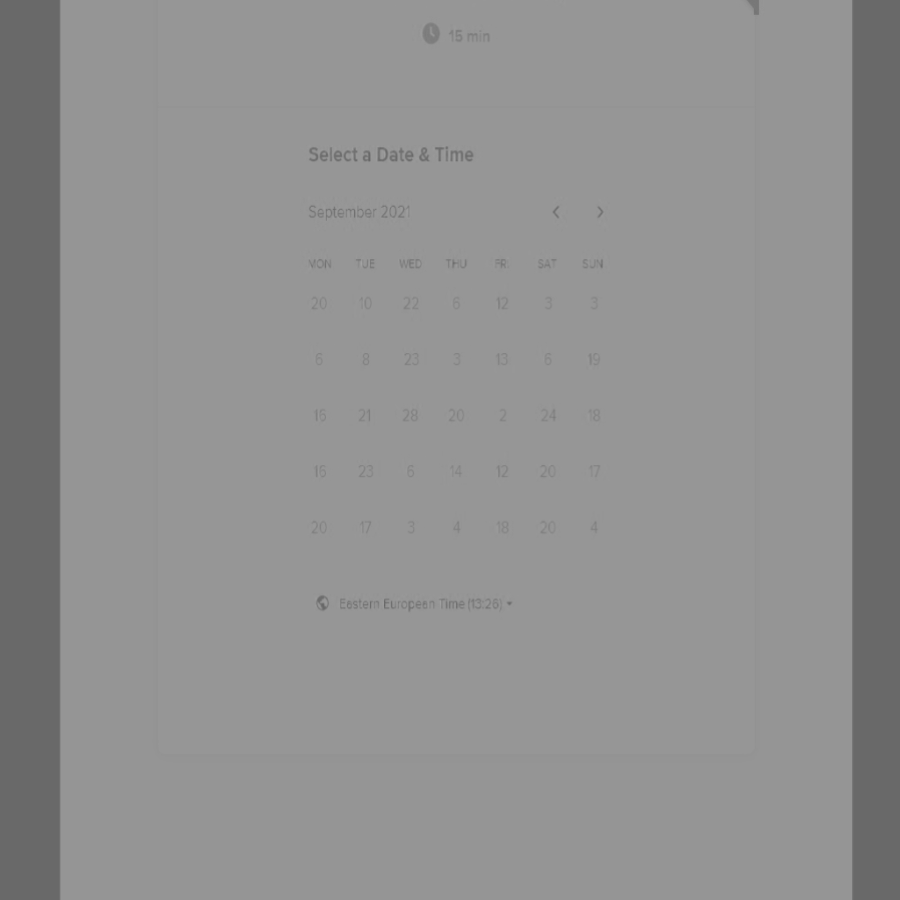 15 min
Select a Date & Time
September 2021
MON TUE WED THU FRI SAT SUN
20 10 22 6 12 3 3
6 8 23 3 13 6 19
16 21 28 20 2 24 18
16 23 6 14 12 20 17
20 17 3 4 18 20 4
Eastern European Time (13:26)